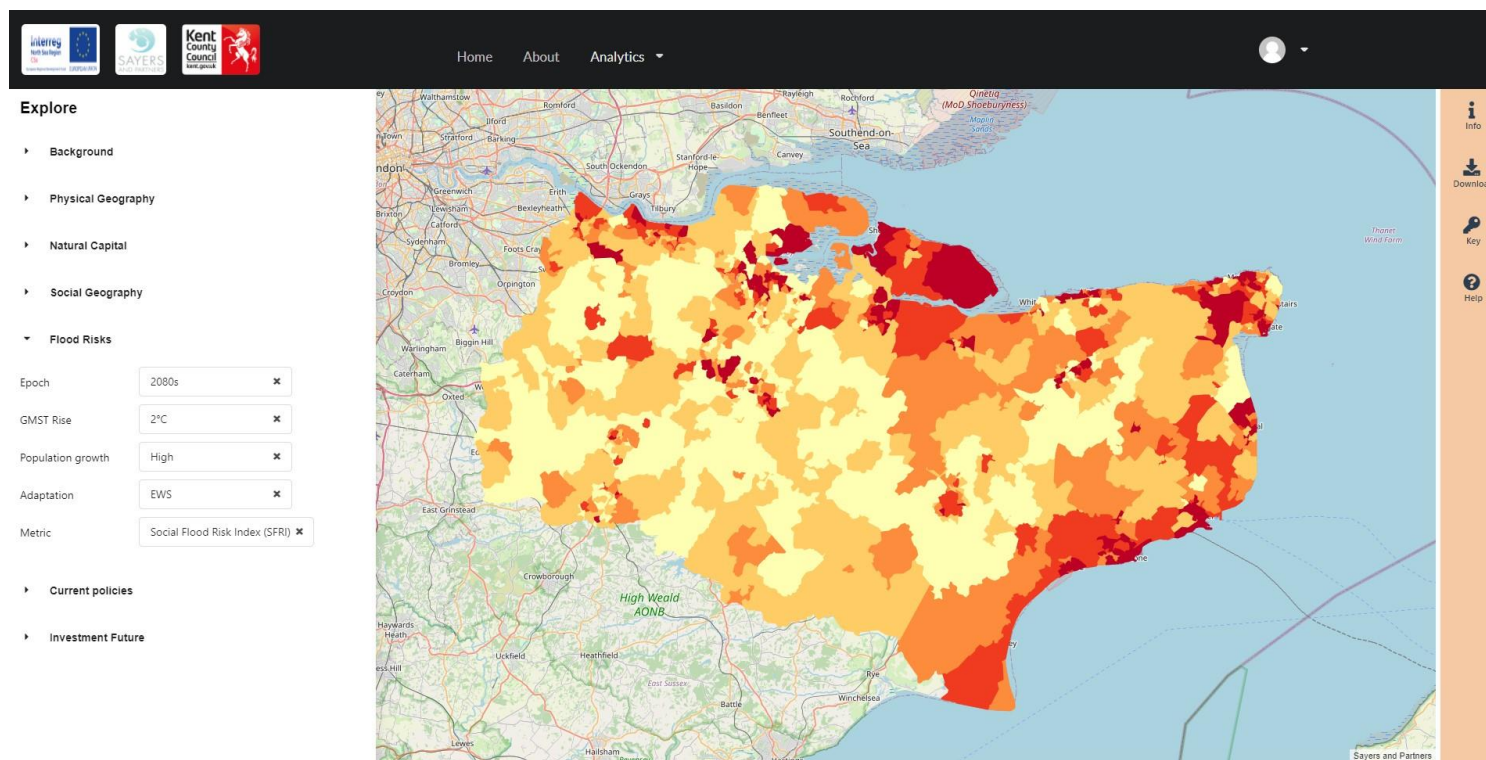 Interreg
North Sea Region
C5a
EUROPEAN UNION
SAYERS
AND PARTNERS
Kent
County
Council
kent.gov.uk
Home
About
Analytics
Explore
Background
Physical Geography
Natural Capital
Social Geography
Flood Risks
Epoch
2080s
GMST Rise
2°C
Population growth
High
Adaptation
EWS
Metric
Social Flood Risk Index (SFRI)
Current policies
Investment Future
Walthamstow
Ilford
Romford
Stratford
Barking
Basildon
Rayleigh
Rochford
Benfleet
Qinetiq
(MoD Shoeburyness)
Maplin
Sands
Southend-on-
Sea
Canvey
Stanford-le
Hope
South Ockendon
Greenwich
Erith
Grays
Tilbury
Lewisham
Bexleyheath
Brixton
Catford
Sydenham
Foots Cray
Bromley
Croydon
Orpington
Warlingham
Biggin Hill
Caterham
Oxted
East Grinstead
Crowborough
High Weald
AONB
Haywards
Heath
Uckfield
Heathfield
East Sussex
Battle
Rye
Winchelsea
Lewes
Hailsham
Thanet
Wind Farm
Info
Downloa
Key
Help
Sayers and Partners